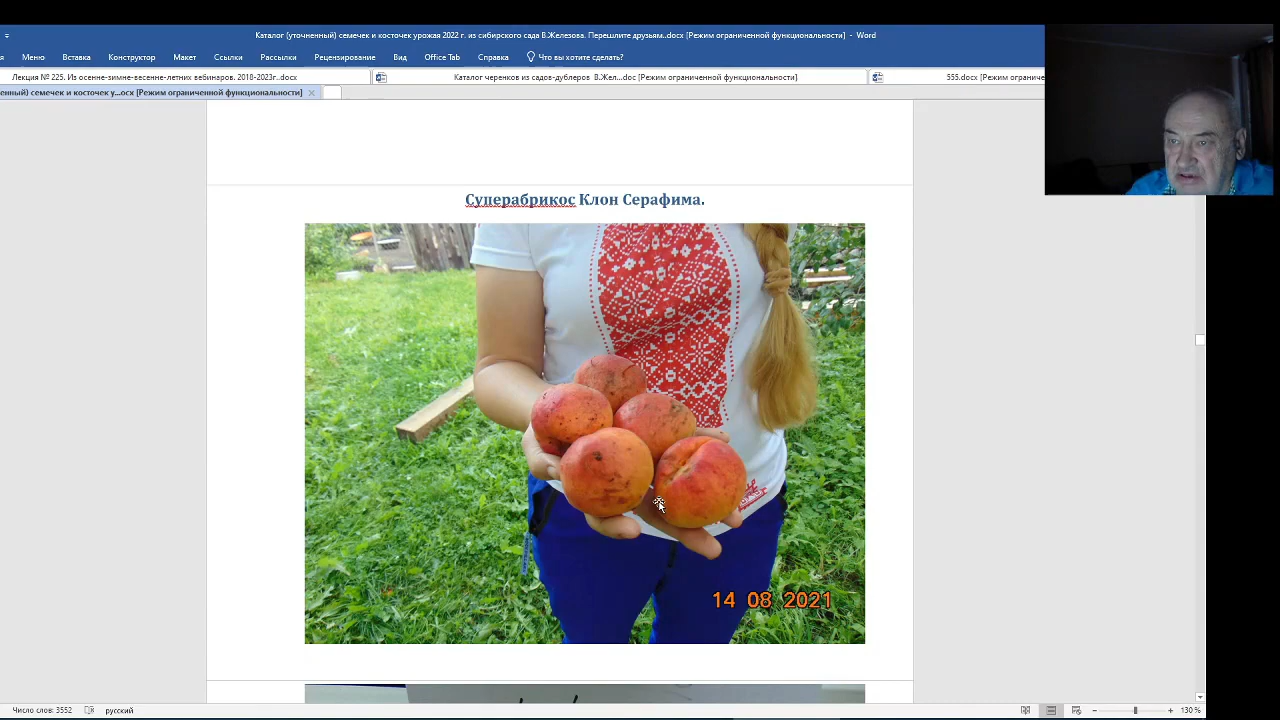 Каталог (уточненный) семечек и косточек урожая 2022 г. из сибирского сада В.Железова. Перешлите друзьям..docx [Режим ограниченной функциональности] - Word
Меню Вставка Конструктор Макет Ссылки Рассылки Рецензирование Вид Office Tab Справка Что вы хотите сделать?
Лекция № 225. Из осенне-зимне-весенне-летних вебинаров. 2018-2023г..docx Каталог черенков из садов-дублеров В.Жел...doc [Режим ограниченной функциональности] 555.docx [Режим ограниче
енный) семечек и косточек у...осx [Режим ограниченной функциональности]
Суперабрикос Клон Серафима.
14 08 2021
Число слов: 3552 русский 130 %